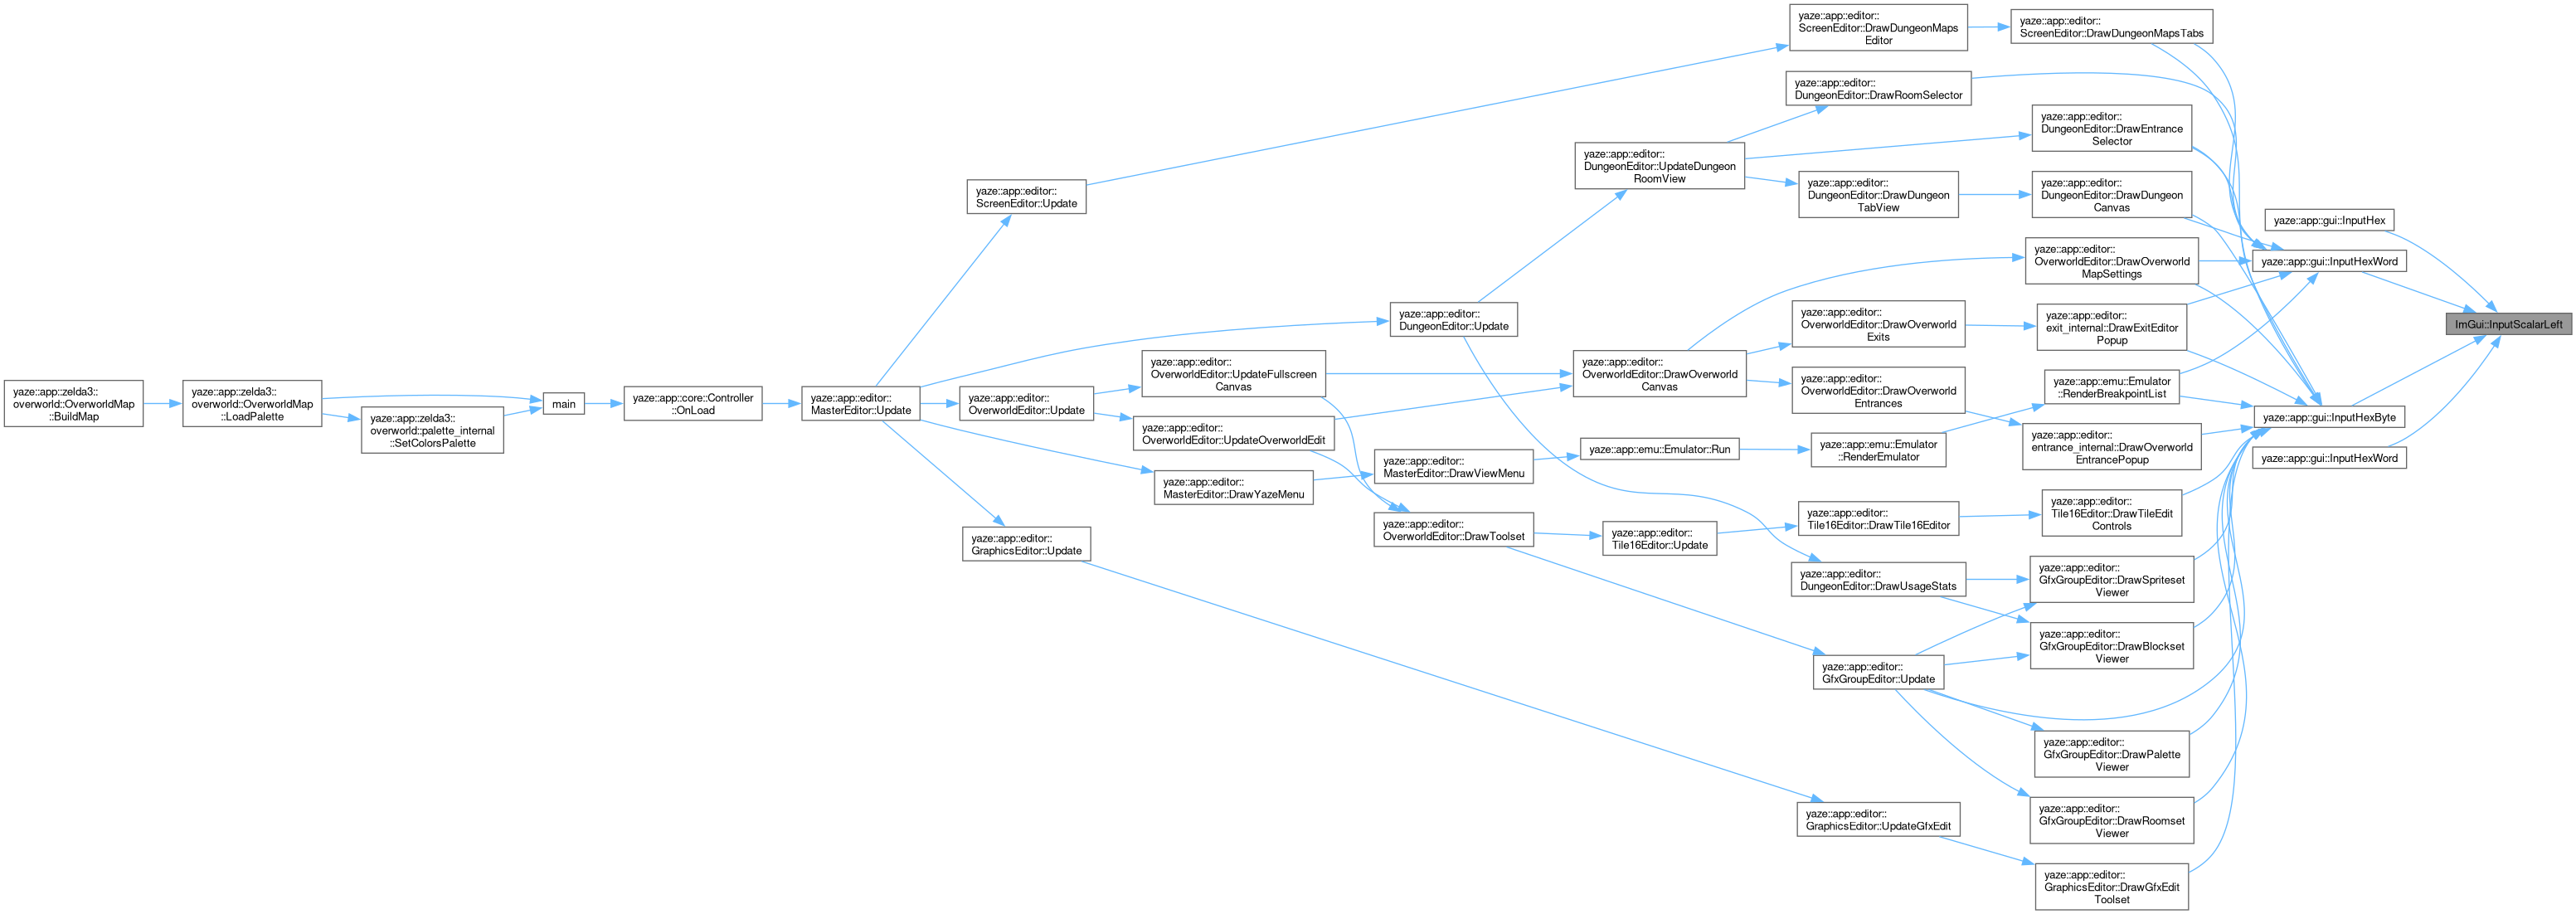 yaze::app::zelda3::
overworld::OverworldMap
::BuildMap
yaze::app::zelda3::
overworld::OverworldMap
::LoadPalette
yaze::app::zelda3::
overworld::palette_internal
::SetColorsPalette
main
yaze::app::core::Controller
::OnLoad
yaze::app::editor::
MasterEditor::Update
yaze::app::editor::
ScreenEditor::Update
yaze::app::editor::
OverworldEditor::Update
yaze::app::editor::
GraphicsEditor::Update
yaze::app::editor::
OverworldEditor::UpdateFullscreen
Canvas
yaze::app::editor::
OverworldEditor::UpdateOverworldEdit
yaze::app::editor::
MasterEditor::DrawYazeMenu
yaze::app::editor::
DungeonEditor::Update
yaze::app::editor::
MasterEditor::DrawViewMenu
yaze::app::editor::
OverworldEditor::DrawToolset
yaze::app::editor::
DungeonEditor::UpdateDungeon
RoomView
yaze::app::editor::
OverworldEditor::DrawOverworld
Canvas
yaze::app::emu::Emulator::Run
yaze::app::editor::
Tile16Editor::Update
yaze::app::editor::
ScreenEditor::DrawDungeonMaps
Editor
yaze::app::editor::
DungeonEditor::DrawRoomSelector
yaze::app::editor::
DungeonEditor::DrawDungeon
TabView
yaze::app::editor::
OverworldEditor::DrawOverworld
Exits
yaze::app::editor::
OverworldEditor::DrawOverworld
Entrances
yaze::app::emu::Emulator
::RenderEmulator
yaze::app::editor::
Tile16Editor::DrawTile16Editor
yaze::app::editor::
DungeonEditor::DrawUsageStats
yaze::app::editor::
GfxGroupEditor::Update
yaze::app::editor::
GraphicsEditor::UpdateGfxEdit
yaze::app::editor::
ScreenEditor::DrawDungeonMapsTabs
yaze::app::editor::
DungeonEditor::DrawEntrance
Selector
yaze::app::editor::
DungeonEditor::DrawDungeon
Canvas
yaze::app::editor::
OverworldEditor::DrawOverworld
MapSettings
yaze::app::editor::
exit_internal::DrawExitEditor
Popup
yaze::app::emu::Emulator
::RenderBreakpointList
yaze::app::editor::
entrance_internal::DrawOverworld
EntrancePopup
yaze::app::editor::
Tile16Editor::DrawTileEdit
Controls
yaze::app::editor::
GfxGroupEditor::DrawSpriteset
Viewer
yaze::app::editor::
GfxGroupEditor::DrawBlockset
Viewer
yaze::app::editor::
GfxGroupEditor::DrawPalette
Viewer
yaze::app::editor::
GfxGroupEditor::DrawRoomset
Viewer
yaze::app::editor::
GraphicsEditor::DrawGfxEdit
Toolset
yaze::app::gui::InputHex
yaze::app::gui::InputHexWord
yaze::app::gui::InputHexByte
yaze::app::gui::InputHexWord
ImGui::InputScalarLeft